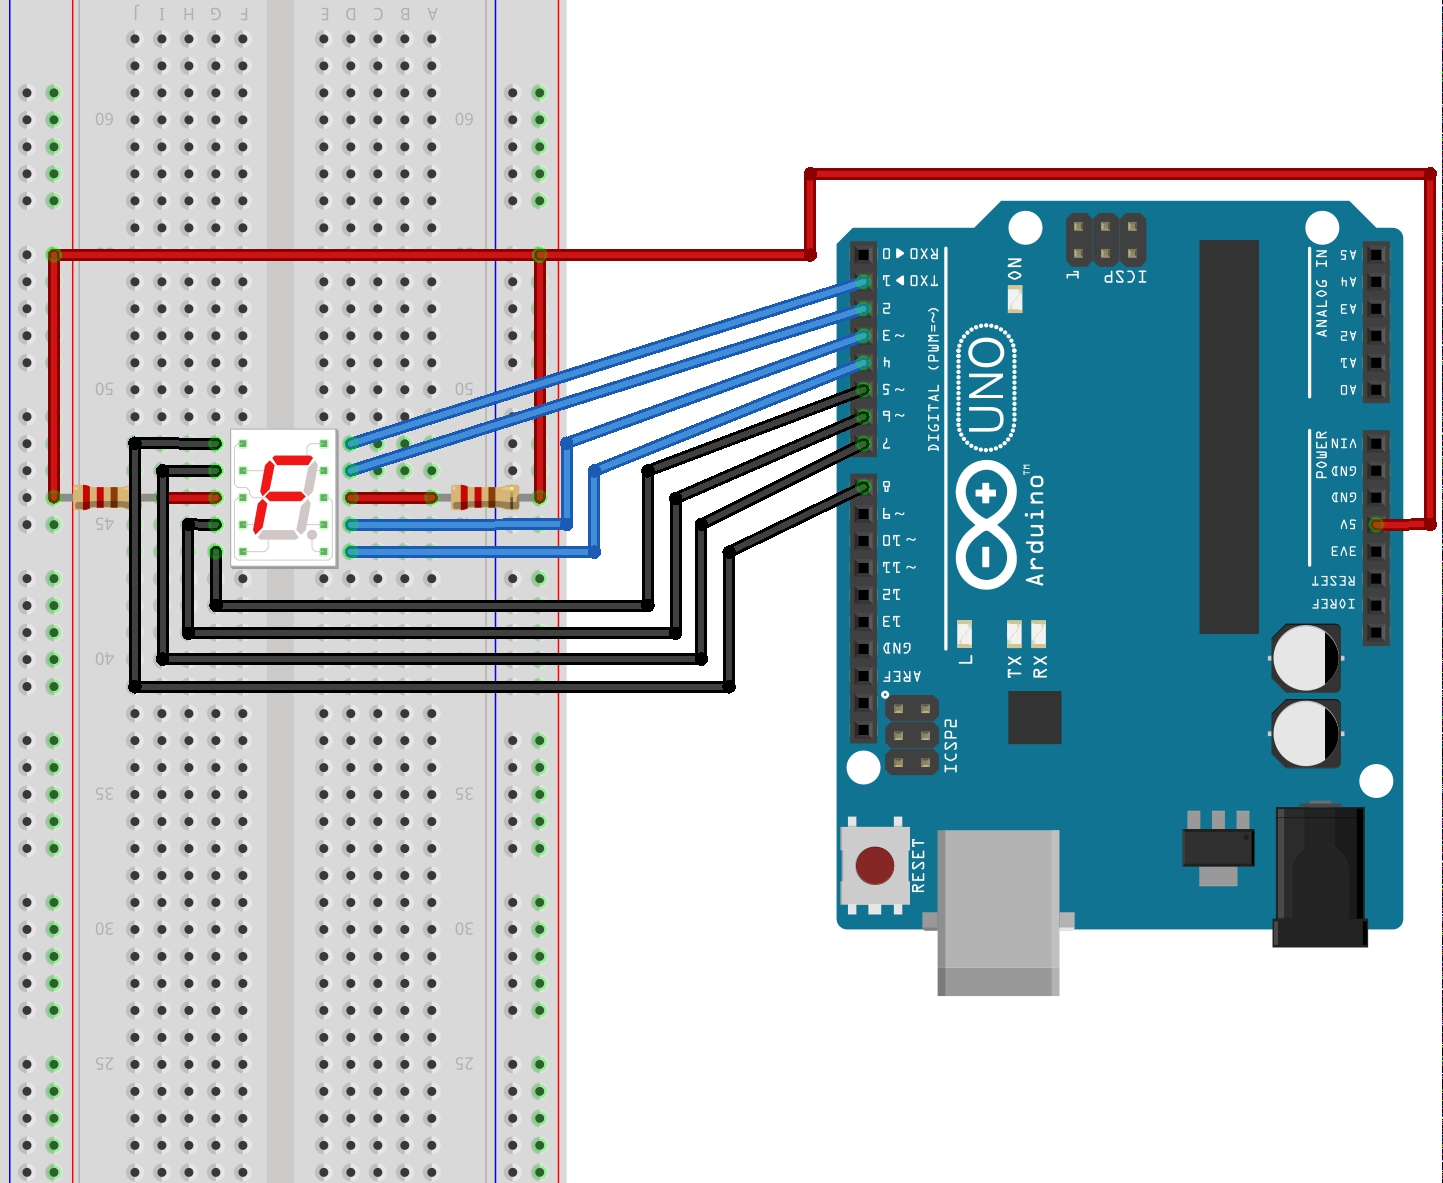 J I H G F E D C B A
60 60
50 50
45
40
35 35
30 30
25 25
0 ◄ RXD
1 ► TXD
2
3 ~
4
5 ~
6 ~
7
8
9 ~
10 ~
11 ~
12
13
GND
AREF
DIGITAL (PWM=~)
ON
1
ICSP
UNO
Arduino™
L
TX
RX
ICSP2
RESET
ANALOG IN
A5
A4
A3
A2
A1
A0
POWER
VIN
GND
GND
5V
3V3
RESET
IOREF